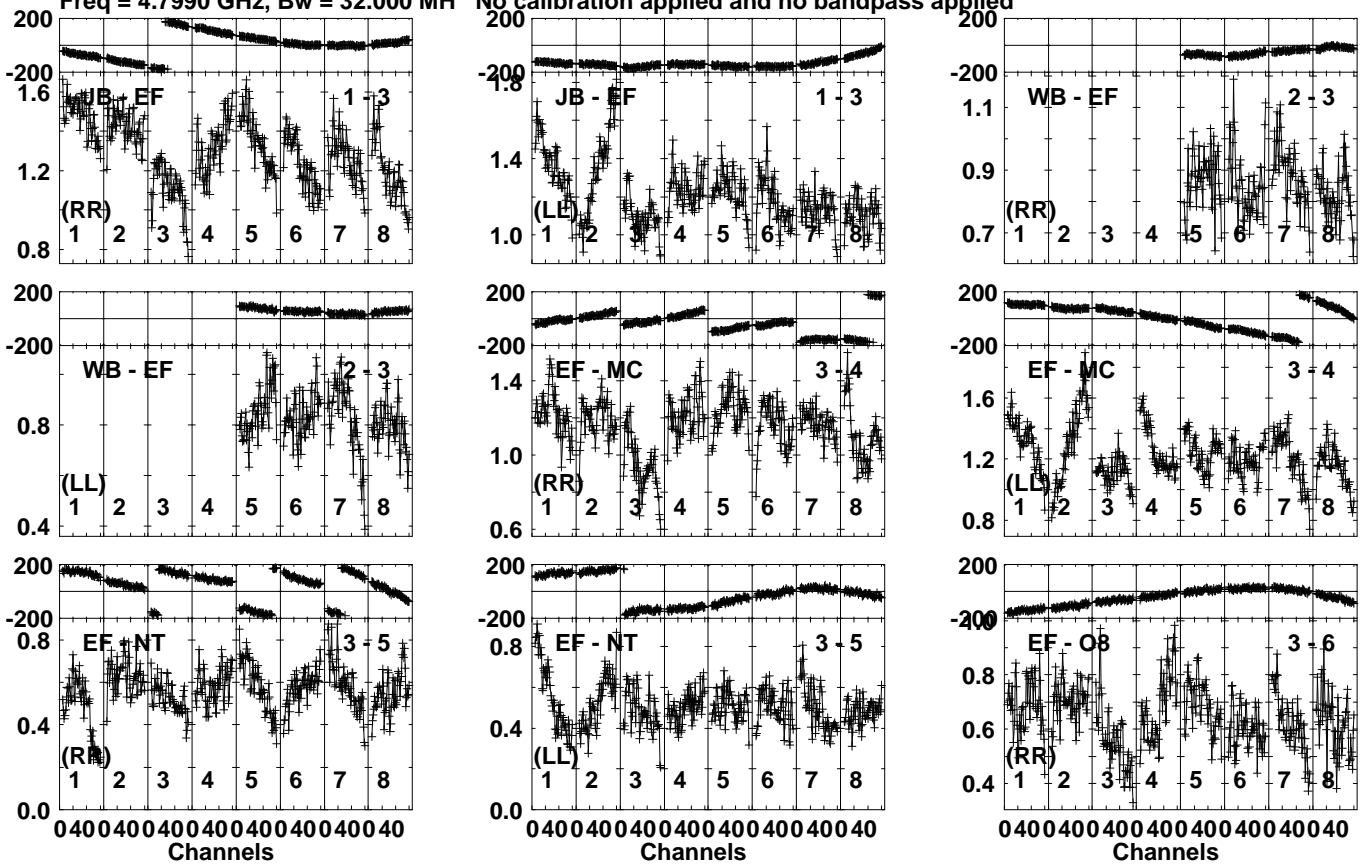 Freq = 4.7990 GHz, Bw = 32.000 MH No calibration applied and no bandpass applied
200 200 200
-200 -200 -200
1.6 JB - EF 1 - 3
1.2
0.8
(RR)
1 2 3 4 5 6 7 8
1.8 JB - EF 1 - 3
1.4
1.0
(LL)
1 2 3 4 5 6 7 8
WB - EF 2 - 3
1.1
0.9
0.7
(RR)
1 2 3 4 5 6 7 8
200 200 200
-200 -200 -200
WB - EF 2 - 3
0.8
0.4
(LL)
1 2 3 4 5 6 7 8
EF - MC 3 - 4
1.4
1.0
0.6
(RR)
1 2 3 4 5 6 7 8
EF - MC 3 - 4
1.6
1.2
0.8
(LL)
1 2 3 4 5 6 7 8
200 200 200
-200 -200 -200
0.8 EF - NT 3 - 5
0.4
0.0
(RR)
1 2 3 4 5 6 7 8
EF - NT 3 - 5
0.8
0.4
0.0
(LL)
1 2 3 4 5 6 7 8
1.0 EF - O8 3 - 6
0.8
0.6
0.4
(RR)
1 2 3 4 5 6 7 8
0 40 0 40 0 40 0 40 0 40 0 40 0 40 0 40
0 40 0 40 0 40 0 40 0 40 0 40 0 40 0 40
0 40 0 40 0 40 0 40 0 40 0 40 0 40 0 40
Channels Channels Channels